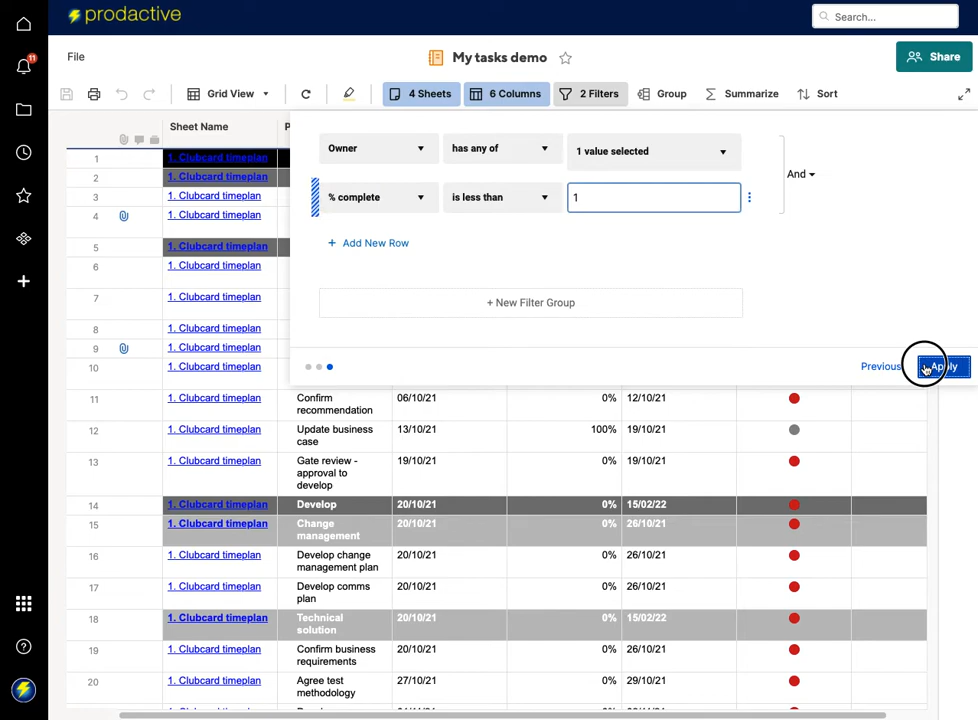 prodactive
Search...
File
My tasks demo
Share
11
Grid View
4 Sheets
6 Columns
2 Filters
Group
Summarize
Sort
Sheet Name
Owner
has any of
1 value selected
And
% complete
is less than
1
+ Add New Row
+ New Filter Group
Previous
Apply
1 1. Clubcard timeplan
2 1. Clubcard timeplan
3 1. Clubcard timeplan
4 1. Clubcard timeplan
5 1. Clubcard timeplan
6 1. Clubcard timeplan
7 1. Clubcard timeplan
8 1. Clubcard timeplan
9 1. Clubcard timeplan
10 1. Clubcard timeplan
11 1. Clubcard timeplan Confirm 06/10/21 0% 12/10/21
recommendation
12 1. Clubcard timeplan Update business 13/10/21 100% 19/10/21
case
13 1. Clubcard timeplan Gate review - 19/10/21 0% 19/10/21
approval to
develop
14 1. Clubcard timeplan Develop 20/10/21 0% 15/02/22
15 1. Clubcard timeplan Change 20/10/21 0% 26/10/21
management
16 1. Clubcard timeplan Develop change 20/10/21 0% 26/10/21
management plan
17 1. Clubcard timeplan Develop comms 20/10/21 0% 26/10/21
plan
18 1. Clubcard timeplan Technical 20/10/21 0% 15/02/22
solution
19 1. Clubcard timeplan Confirm business 20/10/21 0% 26/10/21
requirements
20 1. Clubcard timeplan Agree test 27/10/21 0% 29/10/21
methodology